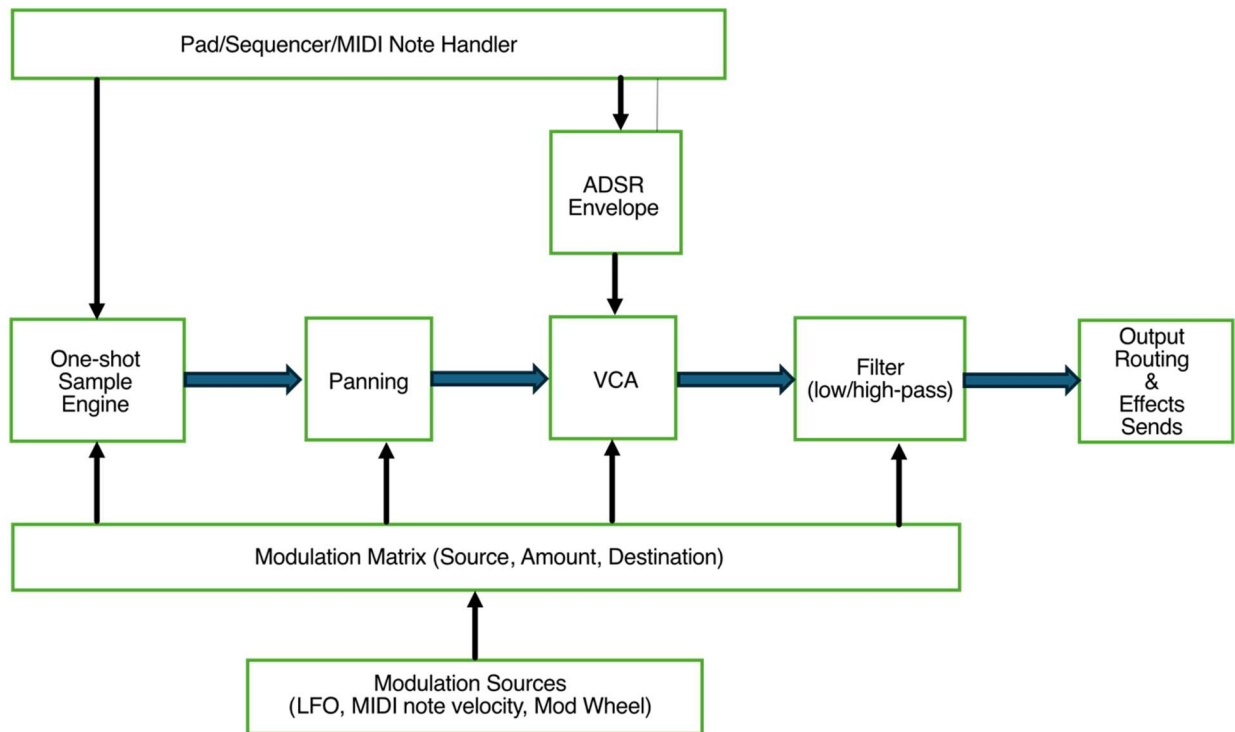 Pad/Sequencer/MIDI Note Handler
ADSR
Envelope
One-shot
Sample
Engine
Panning
VCA
Filter
(low/high-pass)
Output
Routing
&
Effects
Sends
Modulation Matrix (Source, Amount, Destination)
Modulation Sources
(LFO, MIDI note velocity, Mod Wheel)